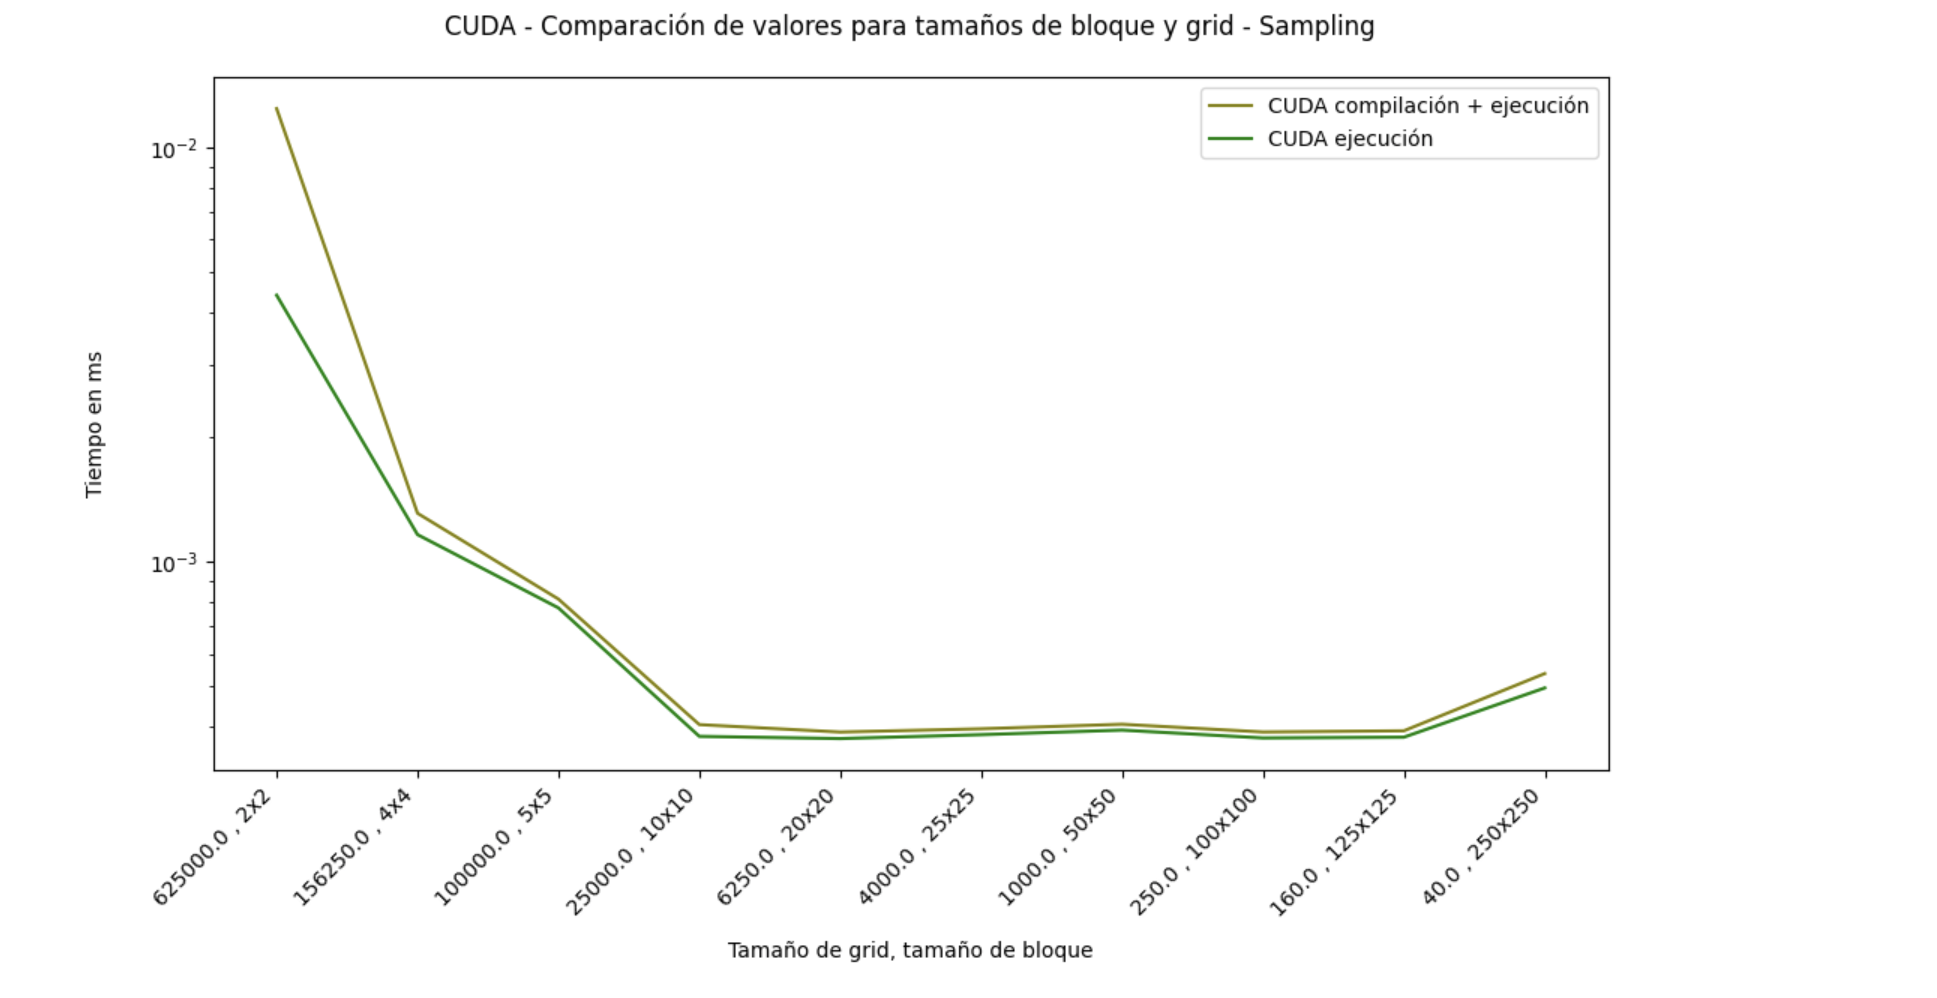 CUDA - Comparación de valores para tamaños de bloque y grid - Sampling
CUDA compilación + ejecución
CUDA ejecución
10−2
10−3
Tiempo en ms
625000.0 , 2x2
156250.0 , 4x4
100000.0 , 5x5
25000.0 , 10x10
6250.0 , 20x20
4000.0 , 25x25
1000.0 , 50x50
250.0 , 100x100
160.0 , 125x125
40.0 , 250x250
Tamaño de grid, tamaño de bloque